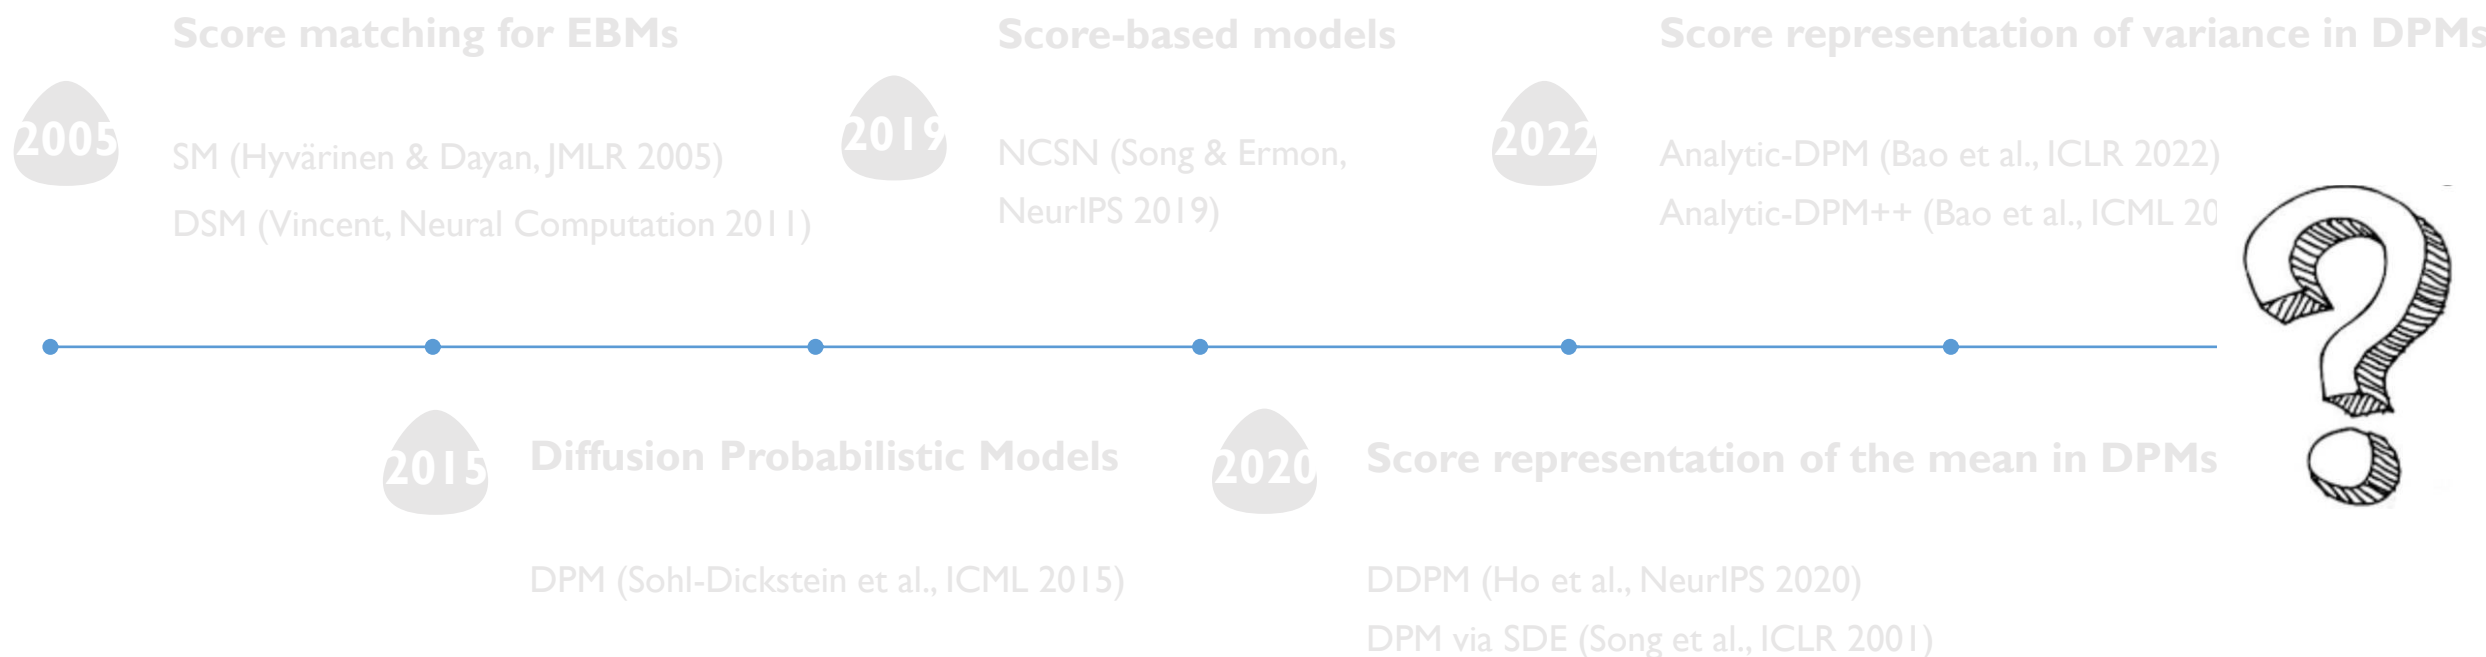 Score matching for EBMs
2005
SM (Hyvärinen & Dayan, JMLR 2005)
DSM (Vincent, Neural Computation 2011)
Score-based models
2019
NCSN (Song & Ermon,
NeurIPS 2019)
Score representation of variance in DPMs
2022
Analytic-DPM (Bao et al., ICLR 2022)
Analytic-DPM++ (Bao et al., ICML 20
?
2015
Diffusion Probabilistic Models
DPM (Sohl-Dickstein et al., ICML 2015)
2020
Score representation of the mean in DPMs
DDPM (Ho et al., NeurIPS 2020)
DPM via SDE (Song et al., ICLR 2001)